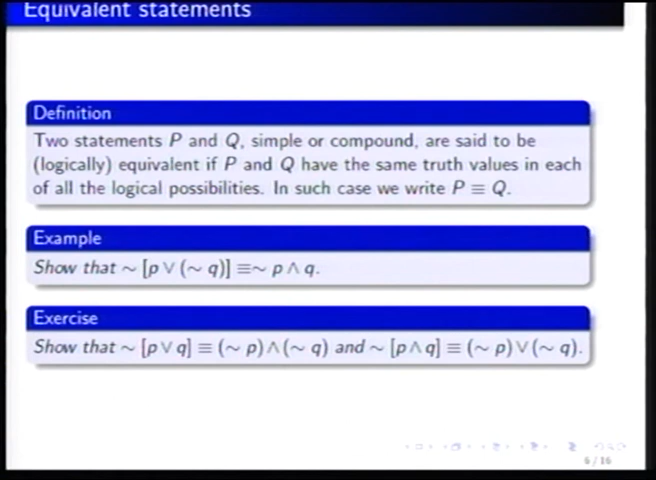 Equivalent statements
Definition
Two statements P and Q, simple or compound, are said to be
(logically) equivalent if P and Q have the same truth values in each
of all the logical possibilities. In such case we write P ≡ Q.
Example
Show that ∼ [p ∨ (∼ q)] ≡∼ p ∧ q.
Exercise
Show that ∼ [p ∨ q] ≡ (∼ p) ∧ (∼ q) and ∼ [p ∧ q] ≡ (∼ p) ∨ (∼ q).
6 / 16